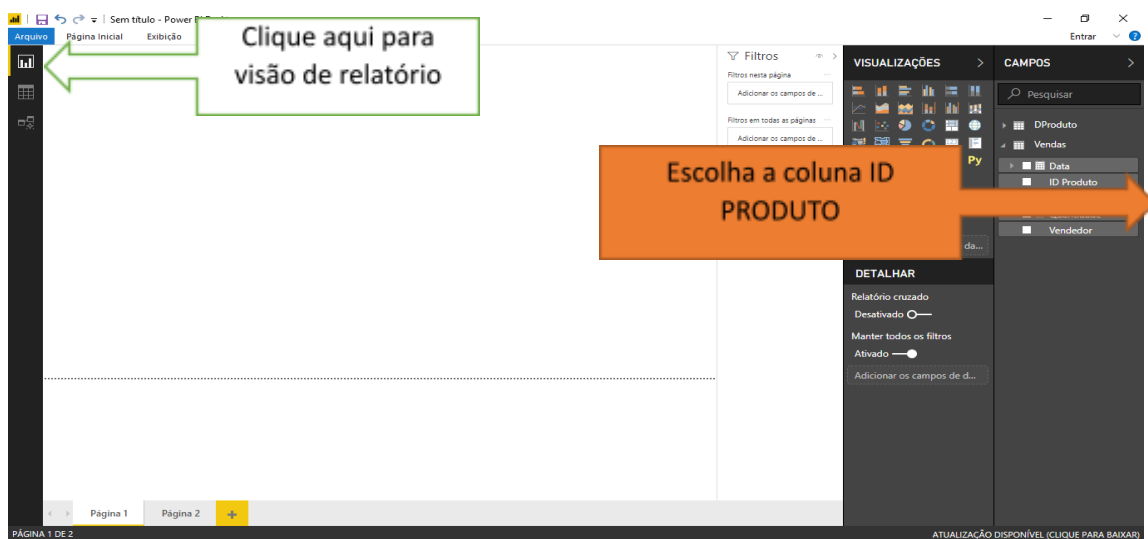 Sem título - Power
Arquivo Página Inicial Exibição
Entrar
Clique aqui para
visão de relatório
Filtros
Filtros nesta página
Adicionar os campos de ...
Filtros em todas as páginas
Adicionar os campos de ...
VISUALIZAÇÕES
Py
da...
DETALHAR
Relatório cruzado
Desativado
Manter todos os filtros
Ativado
Adicionar os campos de d...
CAMPOS
Pesquisar
DProduto
Vendas
Data
ID Produto
Vendedor
Escolha a coluna ID
PRODUTO
Página 1 Página 2 +
PÁGINA 1 DE 2
ATUALIZAÇÃO DISPONÍVEL (CLIQUE PARA BAIXAR)